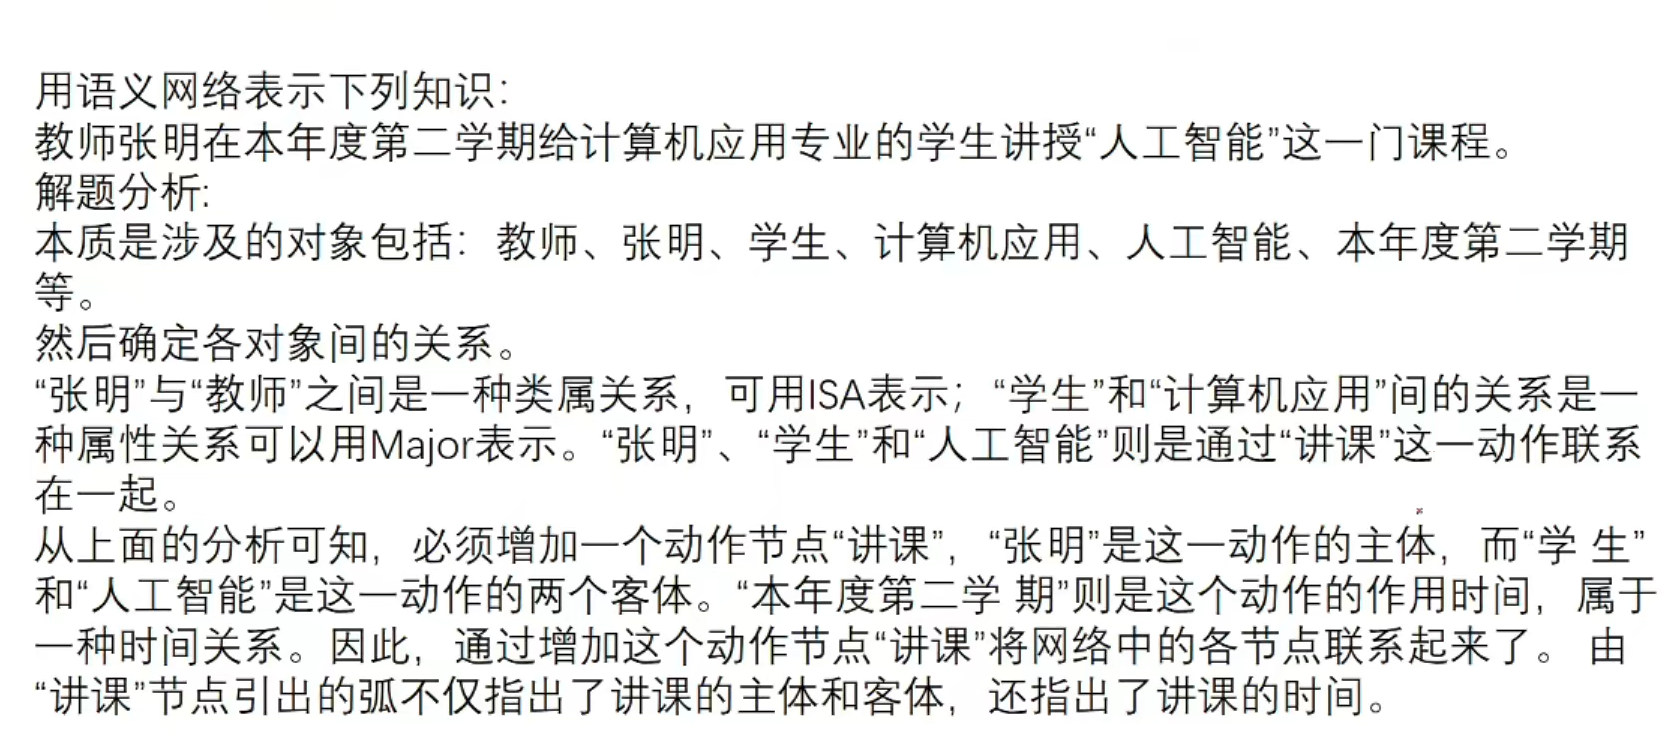 用语义网络表示下列知识：
教师张明在本年度第二学期给计算机应用专业的学生讲授“人工智能”这一门课程。
解题分析:
本质是涉及的对象包括：教师、张明、学生、计算机应用、人工智能、本年度第二学期
等。
然后确定各对象间的关系。
“张明”与“教师”之间是一种类属关系，可用ISA表示；“学生”和“计算机应用”间的关系是一
种属性关系可以用Major表示。“张明”、“学生”和“人工智能”则是通过“讲课”这一动作联系
在一起。
从上面的分析可知，必须增加一个动作节点“讲课”，“张明”是这一动作的主体，而“学 生”
和“人工智能”是这一动作的两个客体。“本年度第二学 期”则是这个动作的作用时间，属于
一种时间关系。因此，通过增加这个动作节点“讲课”将网络中的各节点联系起来了。 由
“讲课”节点引出的弧不仅指出了讲课的主体和客体，还指出了讲课的时间。